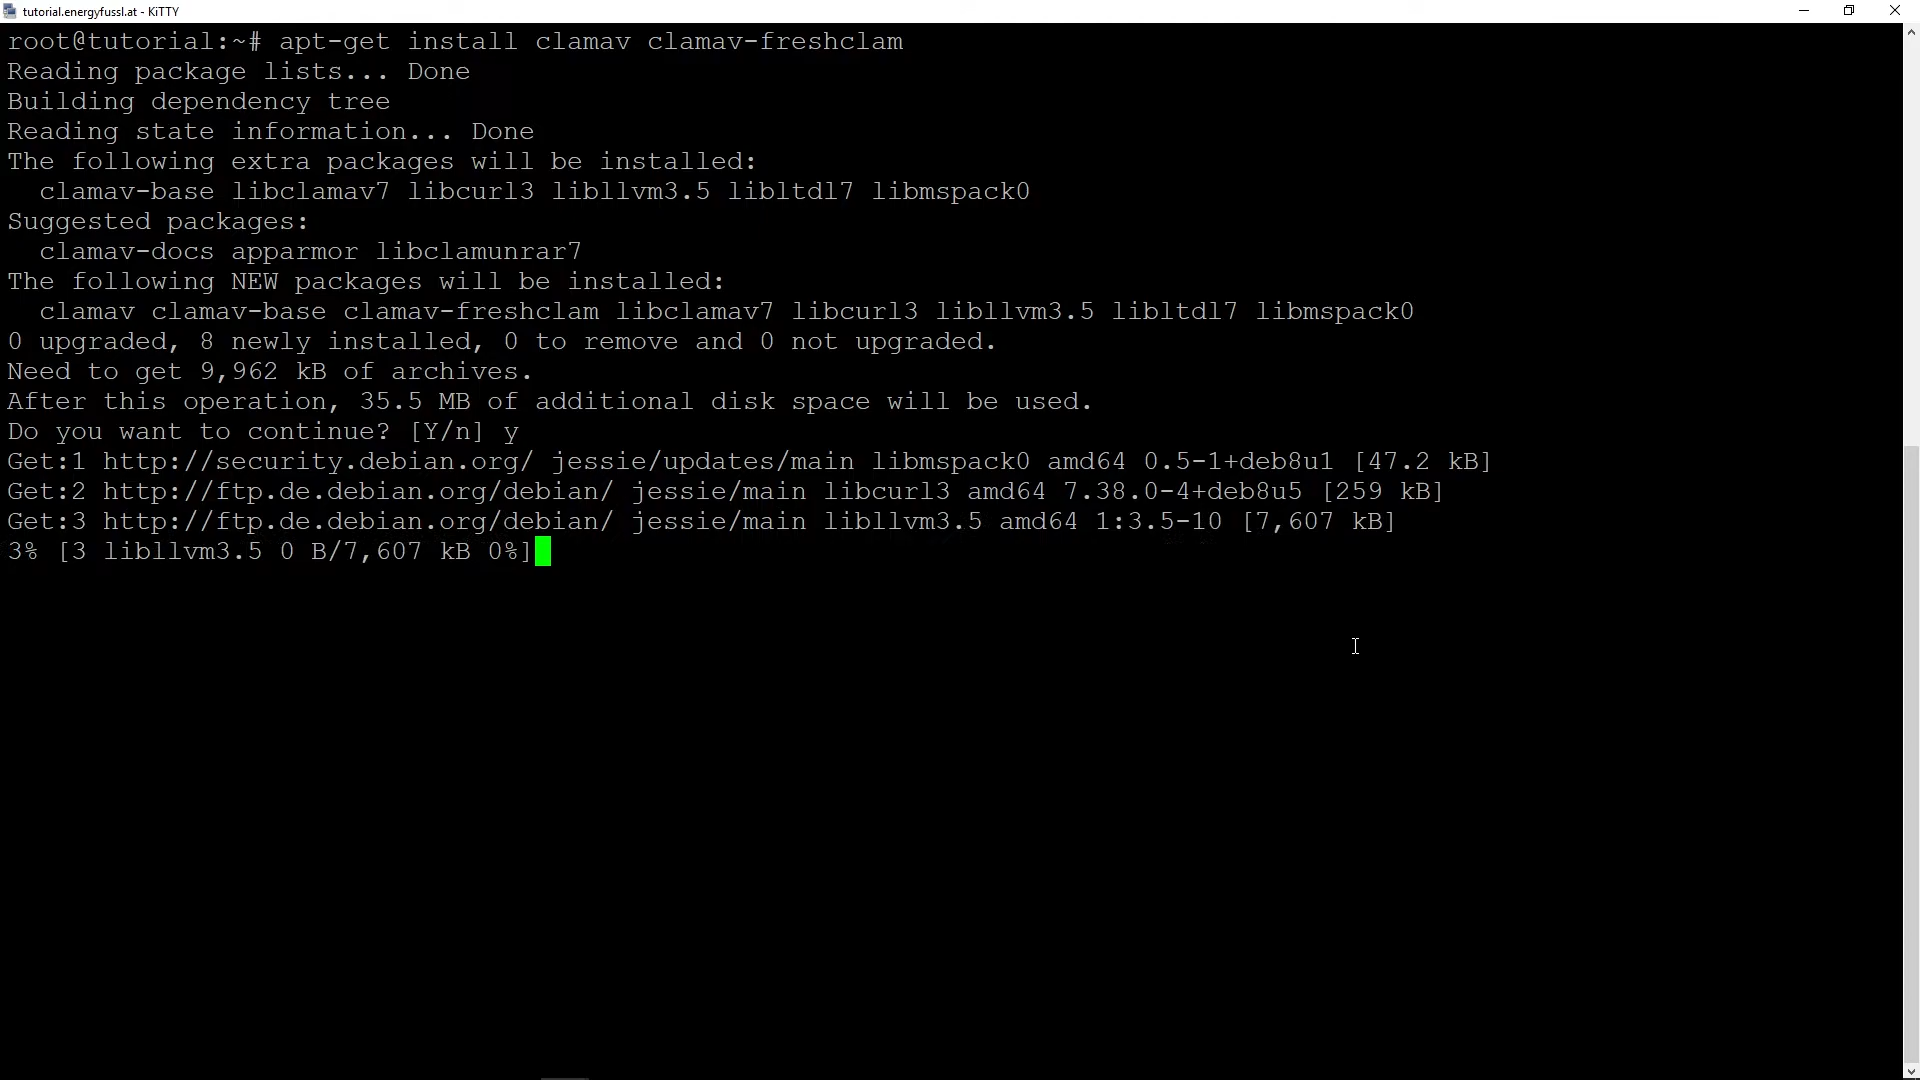 tutorial.energyfussl.at - KiTTY
root@tutorial:~# apt-get install clamav clamav-freshclam
Reading package lists... Done
Building dependency tree
Reading state information... Done
The following extra packages will be installed:
  clamav-base libclamav7 libcurl3 libllvm3.5 libltdl7 libmspack0
Suggested packages:
  clamav-docs apparmor libclamunrar7
The following NEW packages will be installed:
  clamav clamav-base clamav-freshclam libclamav7 libcurl3 libllvm3.5 libltdl7 libmspack0
0 upgraded, 8 newly installed, 0 to remove and 0 not upgraded.
Need to get 9,962 kB of archives.
After this operation, 35.5 MB of additional disk space will be used.
Do you want to continue? [Y/n] y
Get:1 http://security.debian.org/ jessie/updates/main libmspack0 amd64 0.5-1+deb8u1 [47.2 kB]
Get:2 http://ftp.de.debian.org/debian/ jessie/main libcurl3 amd64 7.38.0-4+deb8u5 [259 kB]
Get:3 http://ftp.de.debian.org/debian/ jessie/main libllvm3.5 amd64 1:3.5-10 [7,607 kB]
3% [3 libllvm3.5 0 B/7,607 kB 0%]